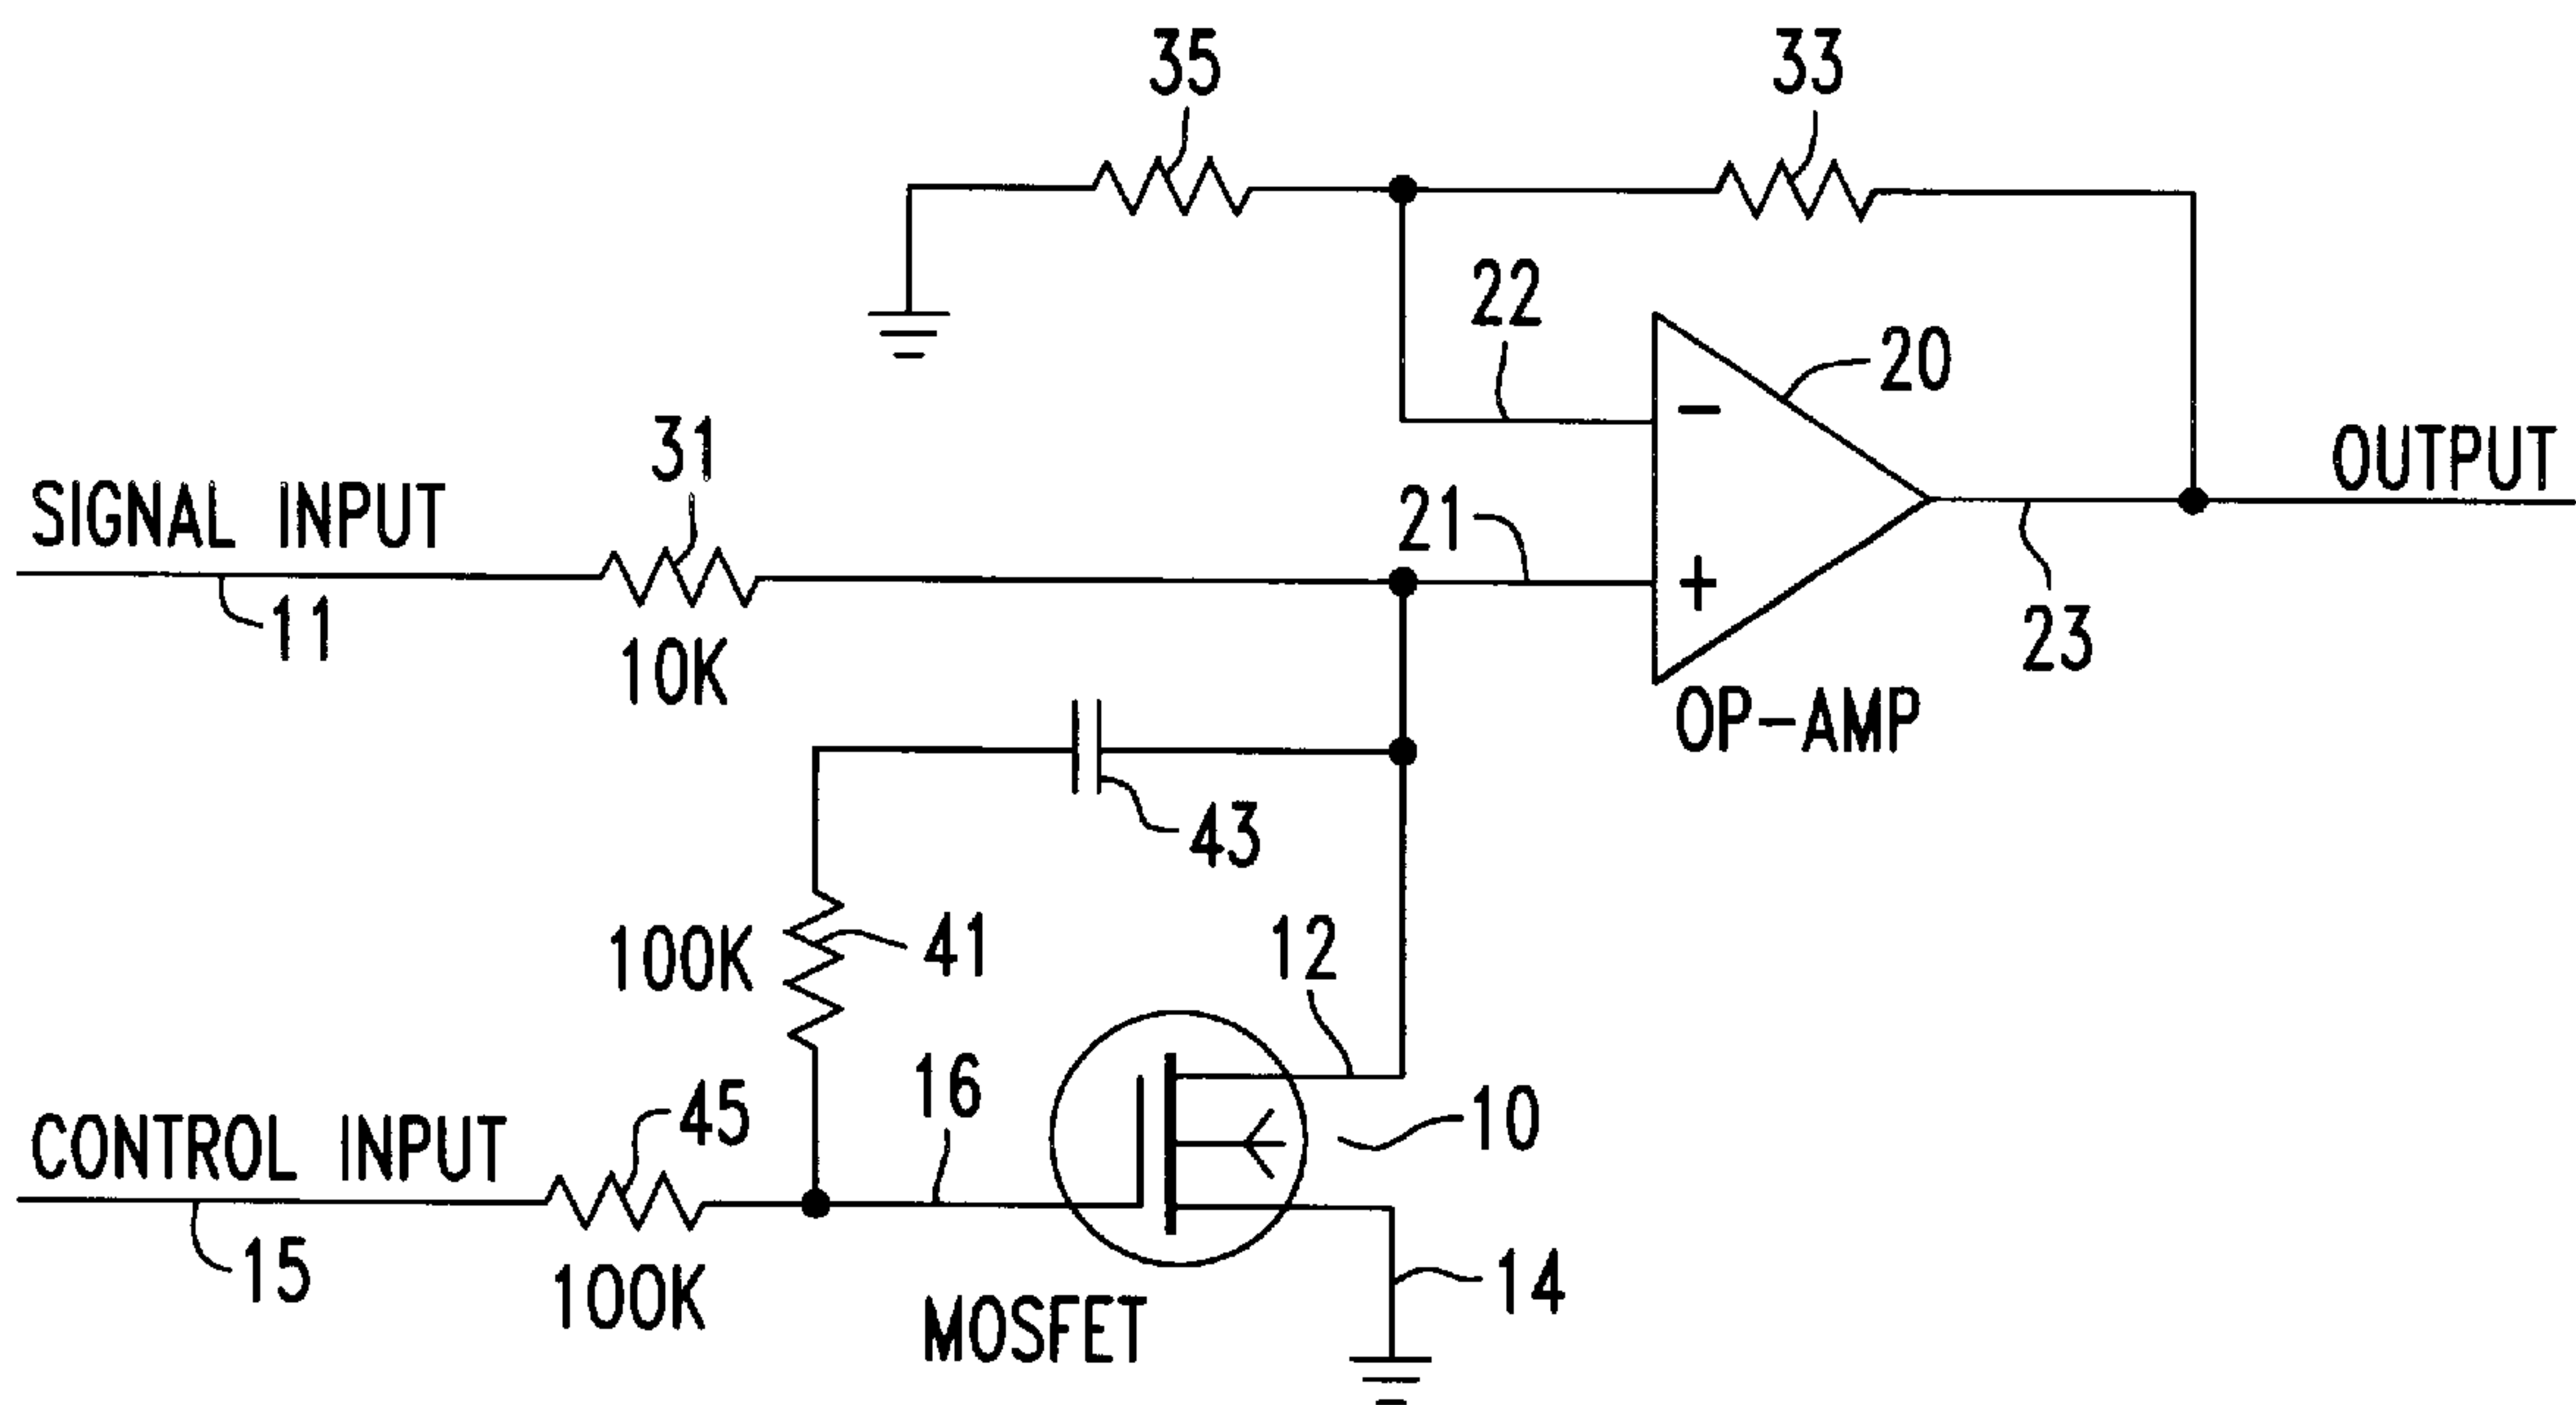 35
33
22
20
SIGNAL INPUT
31
21
OUTPUT
11
10K
23
OP-AMP
43
100K
41
12
CONTROL INPUT
45
16
10
15
100K
MOSFET
14
−
+